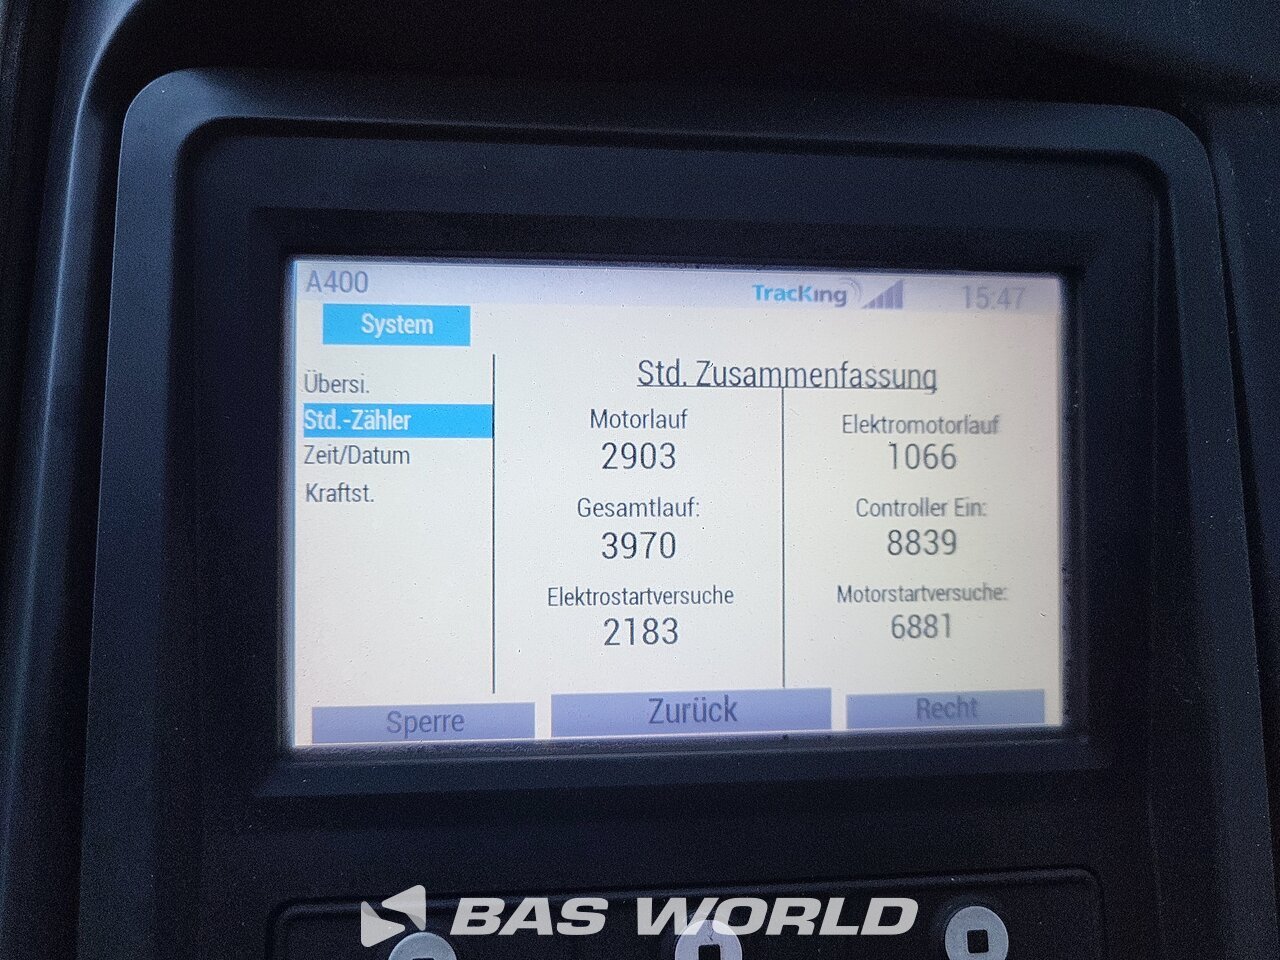 A400
TracKing
15:47
System
Übersi.
Std.-Zähler
Zeit/Datum
Kraftst.
Std. Zusammenfassung
Motorlauf
2903
Elektromotorlauf
1066
Gesamtlauf:
3970
Controller Ein:
8839
Elektrostartversuche
2183
Motorstartversuche:
6881
Sperre
Zurück
Recht
BAS WORLD